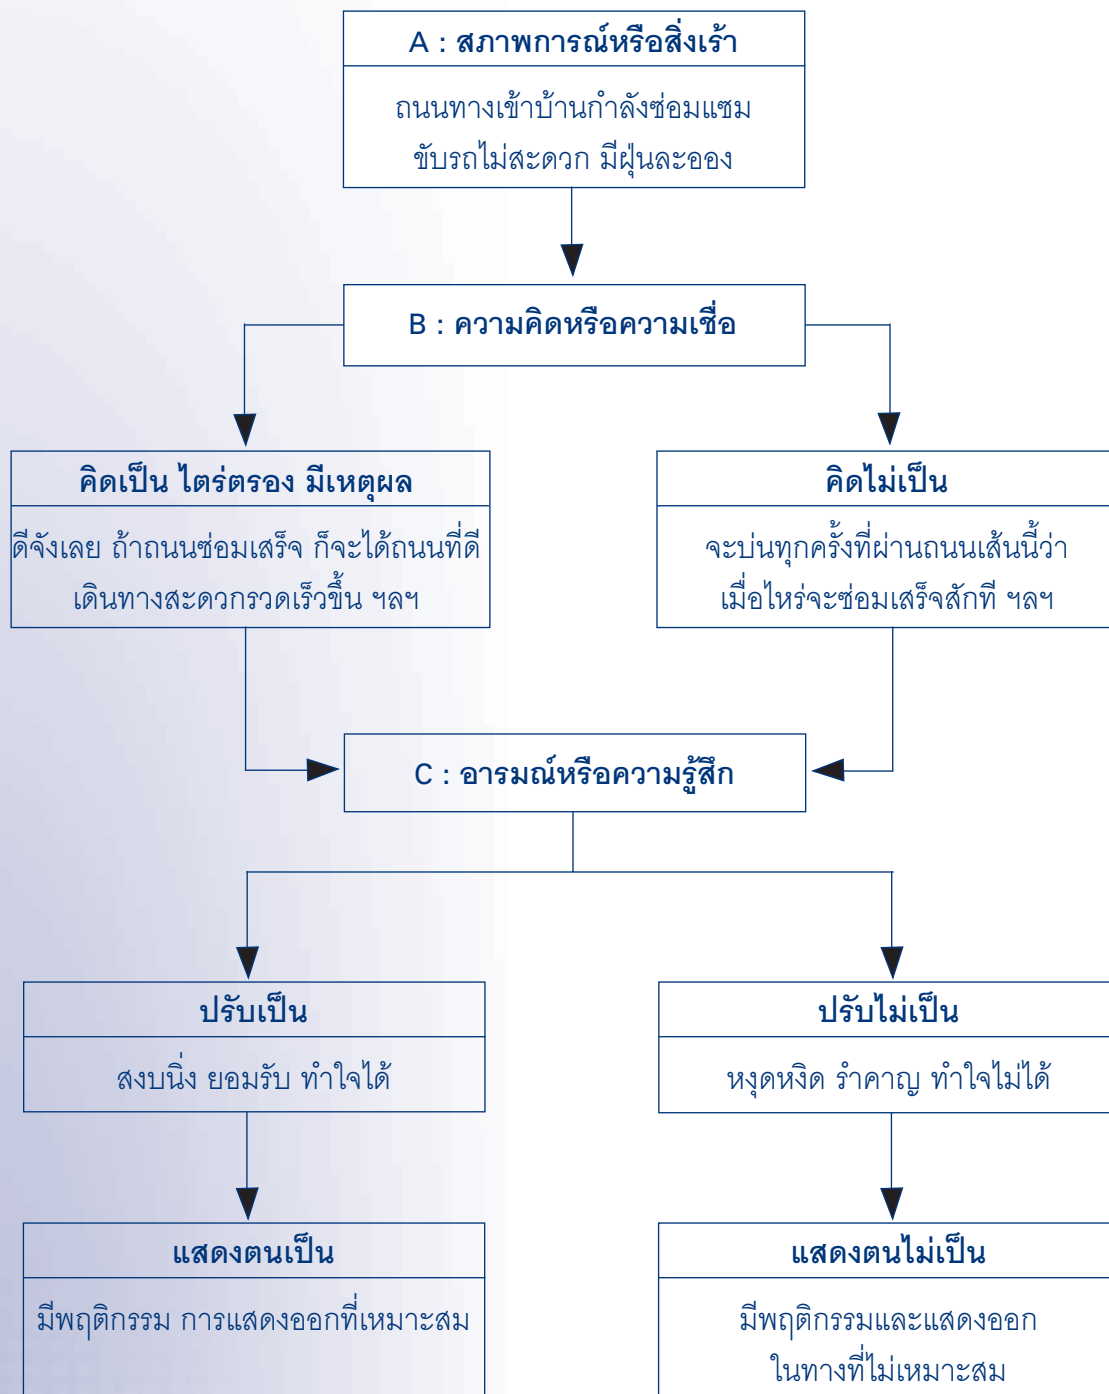 A : สภาพการณ์หรือสิ่งเร้า
ถนนทางเข้าบ้านกำลังซ่อมแซม
ขับรถไม่สะดวก มีฝุ่นละออง
B : ความคิดหรือความเชื่อ
คิดเป็น ไตร่ตรอง มีเหตุผล
ดีจังเลย ถ้าถนนซ่อมเสร็จ ก็จะได้ถนนที่ดี
เดินทางสะดวกรวดเร็วขึ้น ฯลฯ
คิดไม่เป็น
จะบ่นทุกครั้งที่ผ่านถนนเส้นนี้ว่า
เมื่อไหร่จะซ่อมเสร็จสักที ฯลฯ
C : อารมณ์หรือความรู้สึก
ปรับเป็น
สงบนิ่ง ยอมรับ ทำใจได้
ปรับไม่เป็น
หงุดหงิด รำคาญ ทำใจไม่ได้
แสดงตนเป็น
มีพฤติกรรม การแสดงออกที่เหมาะสม
แสดงตนไม่เป็น
มีพฤติกรรมและแสดงออก
ในทางที่ไม่เหมาะสม